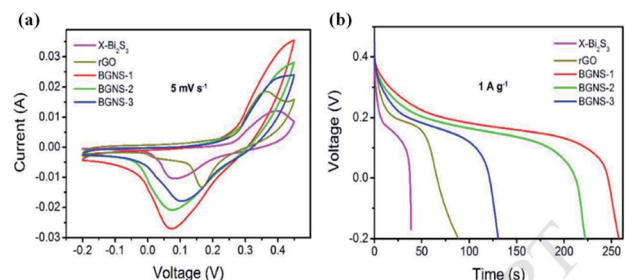 (a)
X-Bi₂S₃
rGO
BGNS-1
BGNS-2
BGNS-3
5 mV s⁻¹
Current (A)
0.03
0.02
0.01
0.00
-0.01
-0.02
-0.03
-0.2 -0.1 0.0 0.1 0.2 0.3 0.4 0.5
Voltage (V)
(b)
1 A g⁻¹
X-Bi₂S₃
rGO
BGNS-1
BGNS-2
BGNS-3
Voltage (V)
0.4
0.2
0.0
-0.2
0 50 100 150 200 250
Time (s)
PT